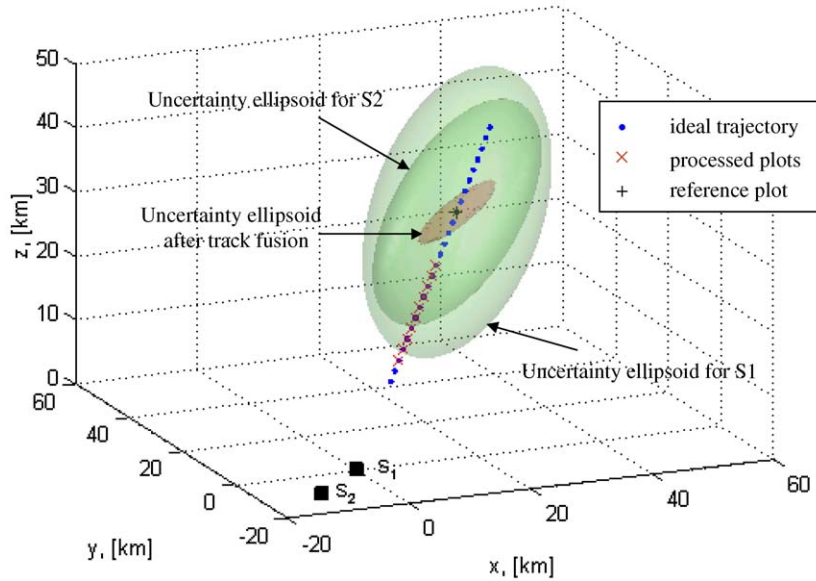 50
40
30
20
10
0
z, [km]
60
40
20
0
-20
y, [km]
-20
0
20
40
60
x, [km]
Uncertainty ellipsoid for S2
Uncertainty ellipsoid
after track fusion
Uncertainty ellipsoid for S1
ideal trajectory
processed plots
reference plot
S1
S2